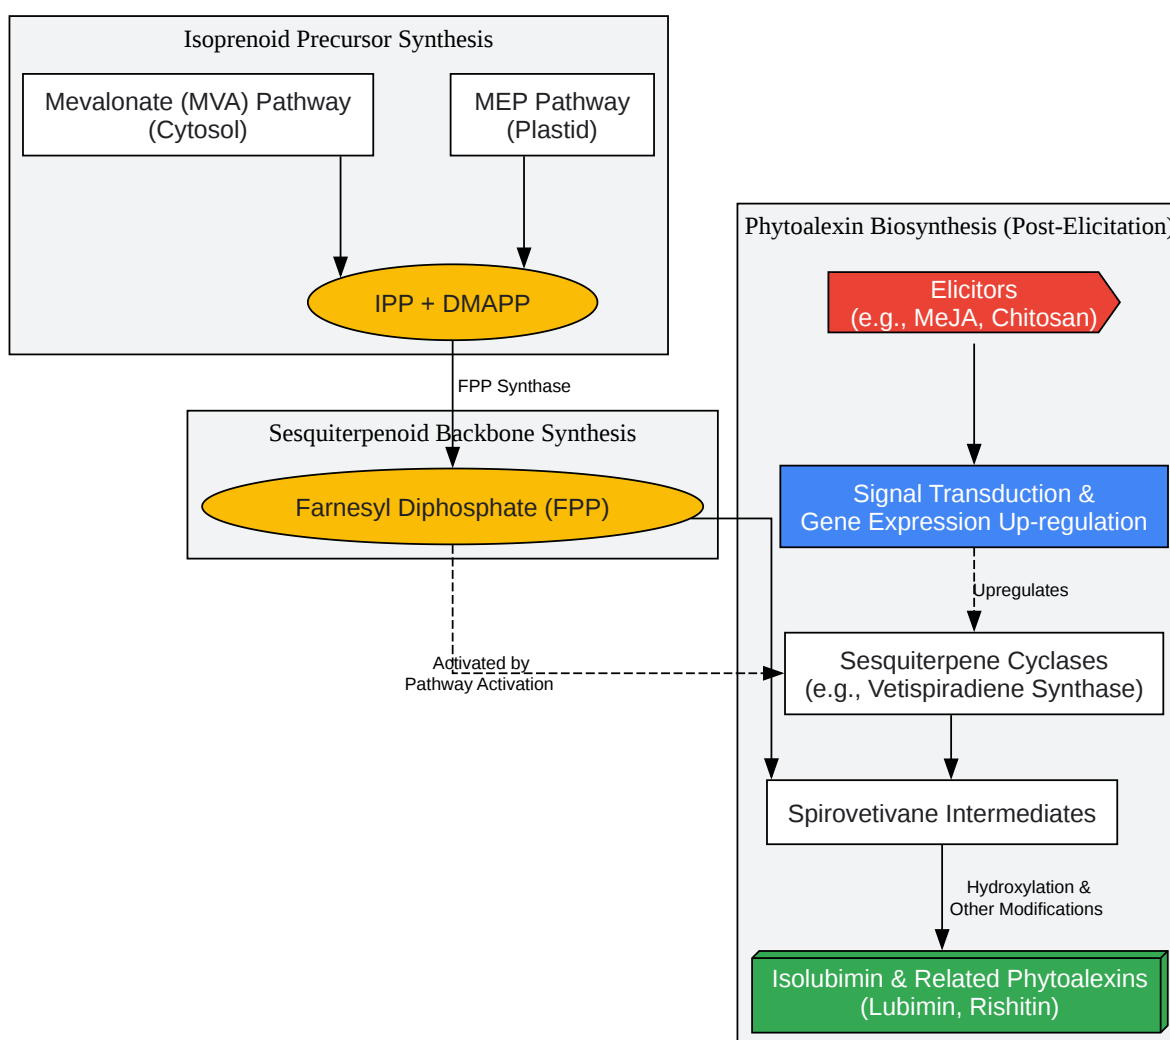 Isoprenoid Precursor Synthesis
Mevalonate (MVA) Pathway
(Cytosol)
MEP Pathway
(Plastid)
IPP + DMAPP
FPP Synthase
Sesquiterpenoid Backbone Synthesis
Farnesyl Diphosphate (FPP)
Activated by
Pathway Activation
Phytoalexin Biosynthesis (Post-Elicitation)
Elicitors
(e.g., MeJA, Chitosan)
Signal Transduction &
Gene Expression Up-regulation
Upregulates
Sesquiterpene Cyclases
(e.g., Vetispiradiene Synthase)
Spirovetivane Intermediates
Hydroxylation &
Other Modifications
Isolubimin & Related Phytoalexins
(Lubimin, Rishitin)